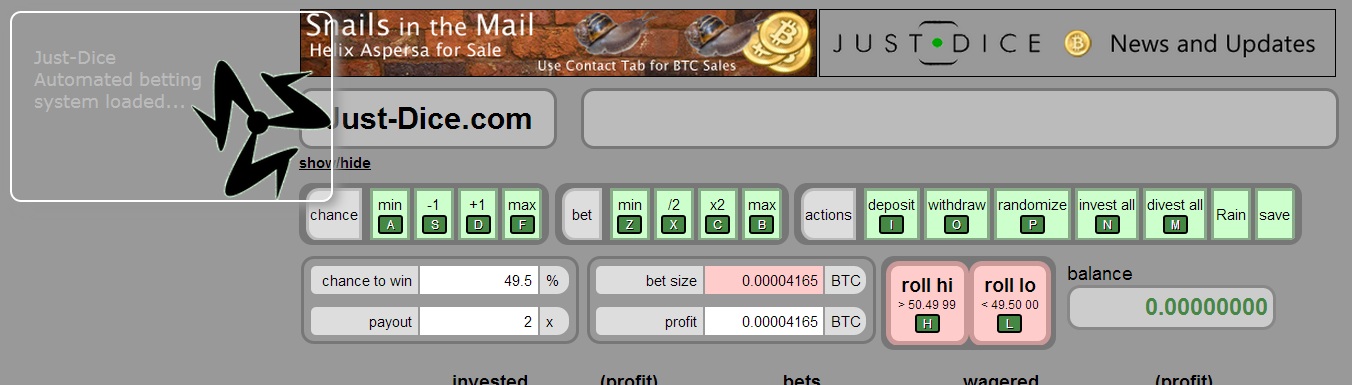 Snails in the Mail
Helix Aspersa for Sale
Use Contact Tab for BTC Sales
JUST DICE News and Updates
Just-Dice
Automated betting
system loaded...
Just-Dice.com
show/hide
chance min A -1 S +1 D max F
bet min Z /2 X x2 C max B
actions deposit I withdraw O randomize P invest all N divest all M Rain save
chance to win 49.5 %
payout 2 x
bet size 0.00004165 BTC
profit 0.00004165 BTC
roll hi
> 50.49 99
H
roll lo
< 49.50 00
L
balance
0.00000000
invested (profit) bets wagered (profit)